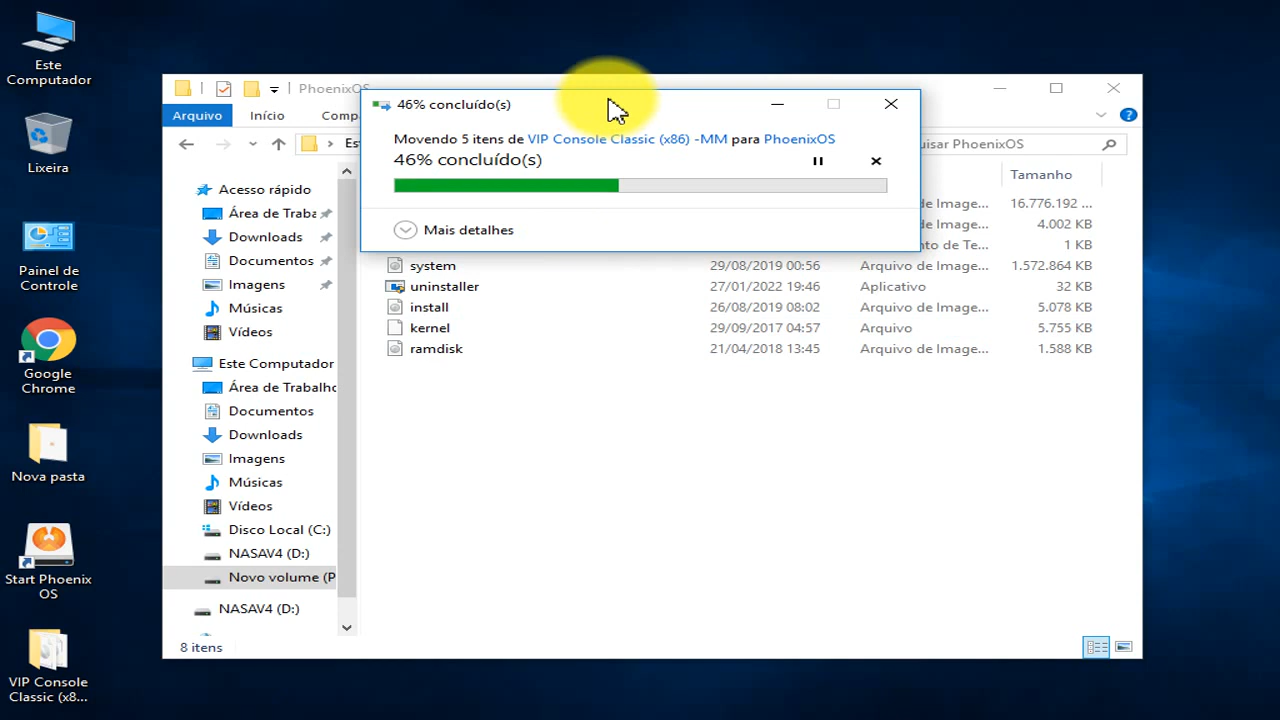 Este
Computador
Lixeira
Painel de
Controle
Google
Chrome
Nova pasta
Start Phoenix
OS
VIP Console
Classic (x8...
PhoenixOS
Arquivo
Início
Comp
Es
uisar PhoenixOS
46% concluído(s)
Movendo 5 itens de VIP Console Classic (x86) -MM para PhoenixOS
46% concluído(s)
Mais detalhes
Acesso rápido
Área de Traba
Downloads
Documentos
Imagens
Músicas
Vídeos
Este Computador
Área de Trabalho
Documentos
Downloads
Imagens
Músicas
Vídeos
Disco Local (C:)
NASAV4 (D:)
Novo volume (P
NASAV4 (D:)
Tamanho
de Image... 16.776.192 ...
de Image... 4.002 KB
nto de Te... 1 KB
system 29/08/2019 00:56 Arquivo de Image... 1.572.864 KB
uninstaller 27/01/2022 19:46 Aplicativo 32 KB
install 26/08/2019 08:02 Arquivo de Image... 5.078 KB
kernel 29/09/2017 04:57 Arquivo 5.755 KB
ramdisk 21/04/2018 13:45 Arquivo de Image... 1.588 KB
8 itens